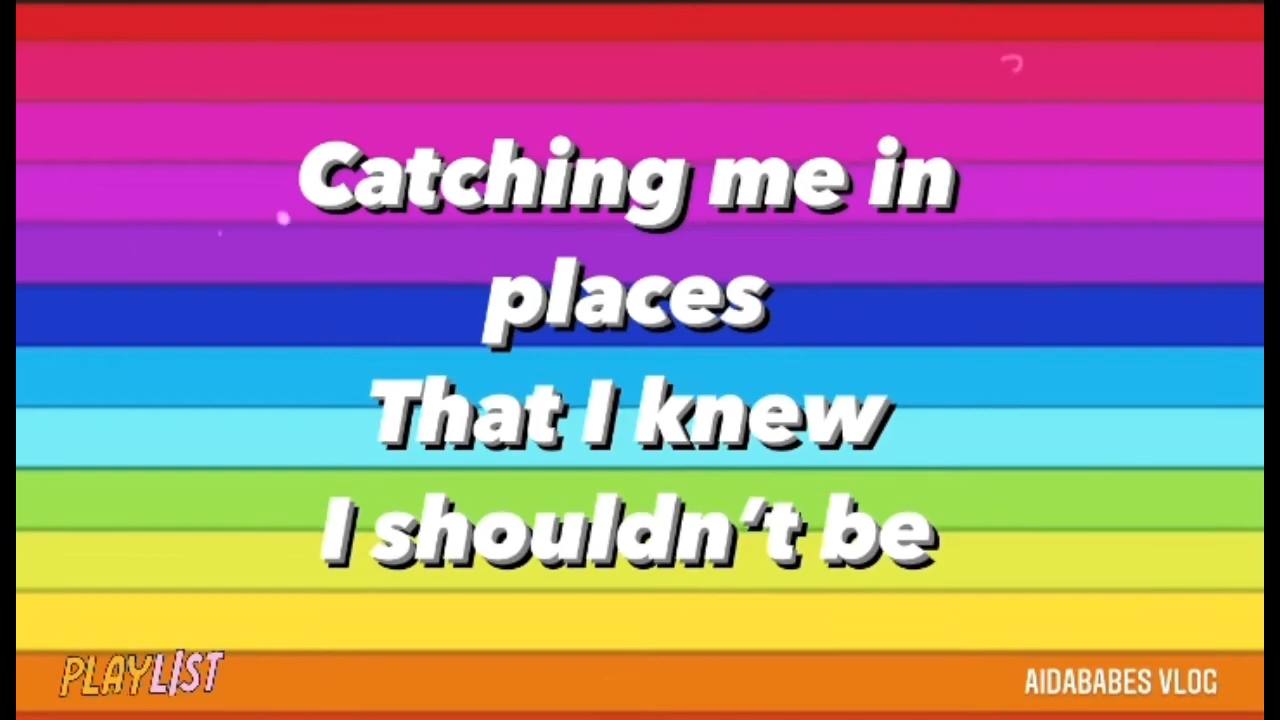 Catching me in
places
That I knew
I shouldn't be
PLAYLIST
AIDABABES VLOG